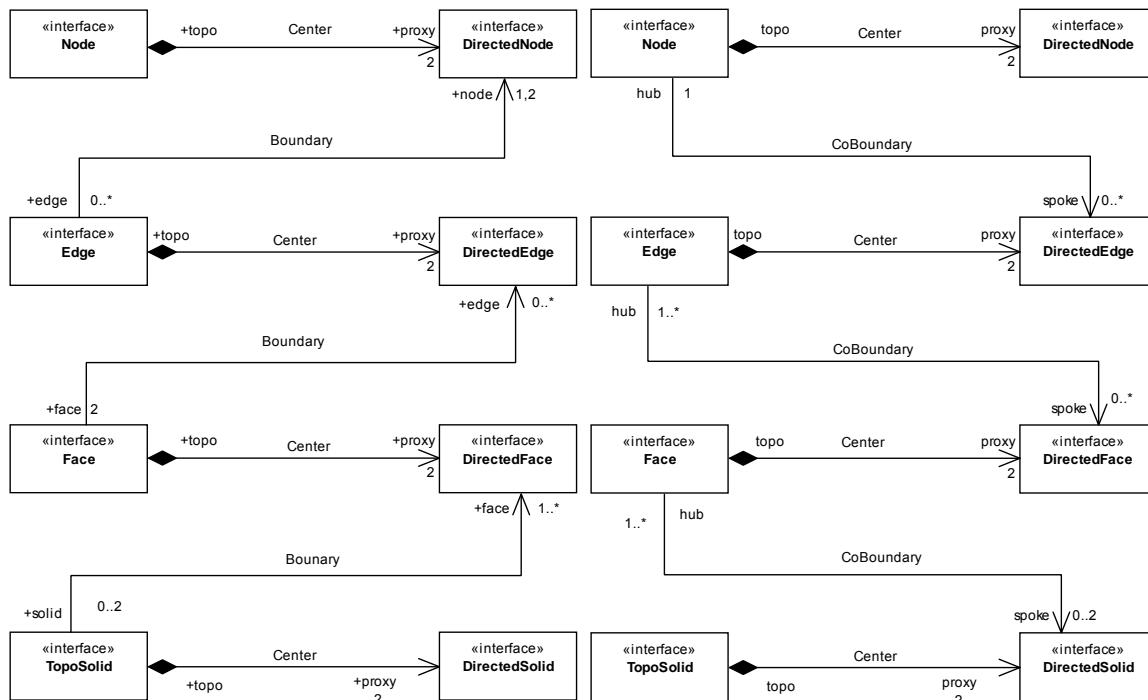 «interface»
Node
+topo
Center
+proxy
2
«interface»
DirectedNode
+node
1,2
Boundary
+edge
0..*
«interface»
Edge
+topo
Center
+proxy
2
«interface»
DirectedEdge
+edge
0..*
Boundary
+face
2
«interface»
Face
+topo
Center
+proxy
2
«interface»
DirectedFace
+face
1..*
Bounary
+solid
0..2
«interface»
TopoSolid
+topo
Center
+proxy
2
«interface»
DirectedSolid
«interface»
Node
topo
Center
proxy
2
«interface»
DirectedNode
hub
1
CoBoundary
spoke
0..*
«interface»
Edge
topo
Center
proxy
2
«interface»
DirectedEdge
hub
1..*
CoBoundary
spoke
0..*
«interface»
Face
topo
Center
proxy
2
«interface»
DirectedFace
1..*
hub
CoBoundary
spoke
0..2
«interface»
TopoSolid
topo
Center
proxy
2
«interface»
DirectedSolid